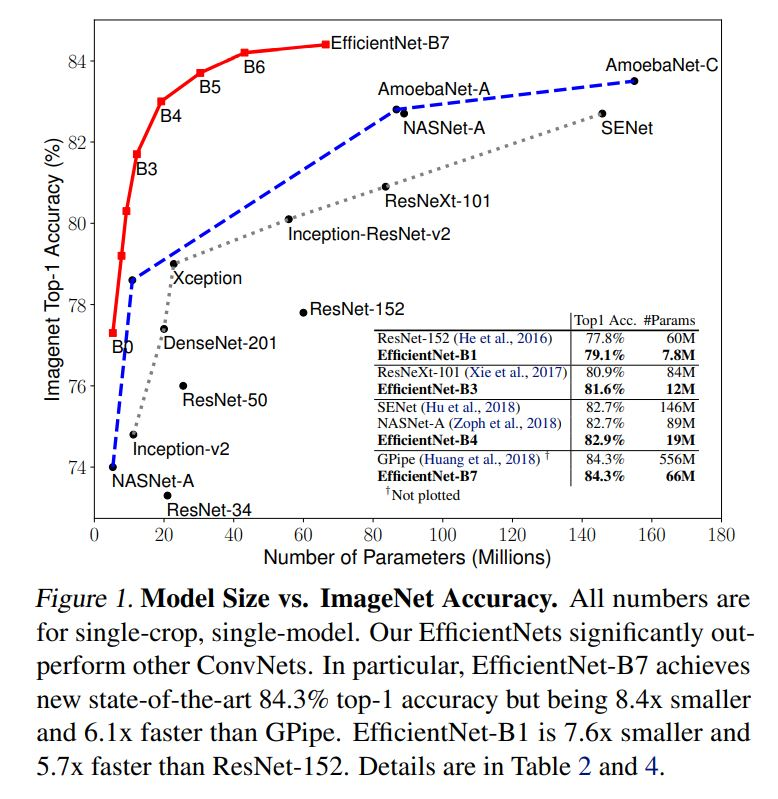 EfficientNet-B7
84
B6
AmoebaNet-C
B5
AmoebaNet-A
B4
NASNet-A
SENet
82
B3
ResNeXt-101
80
Inception-ResNet-v2
Xception
78
ResNet-152
B0
DenseNet-201
76
ResNet-50
Inception-v2
74
NASNet-A
ResNet-34
Imagenet Top-1 Accuracy (%)
Top1 Acc. #Params
ResNet-152 (He et al., 2016) 77.8% 60M
EfficientNet-B1 79.1% 7.8M
ResNeXt-101 (Xie et al., 2017) 80.9% 84M
EfficientNet-B3 81.6% 12M
SENet (Hu et al., 2018) 82.7% 146M
NASNet-A (Zoph et al., 2018) 82.7% 89M
EfficientNet-B4 82.9% 19M
GPipe (Huang et al., 2018) † 84.3% 556M
EfficientNet-B7 84.3% 66M
†Not plotted
0 20 40 60 80 100 120 140 160 180
Number of Parameters (Millions)
Figure 1. Model Size vs. ImageNet Accuracy. All numbers are
for single-crop, single-model. Our EfficientNets significantly out-
perform other ConvNets. In particular, EfficientNet-B7 achieves
new state-of-the-art 84.3% top-1 accuracy but being 8.4x smaller
and 6.1x faster than GPipe. EfficientNet-B1 is 7.6x smaller and
5.7x faster than ResNet-152. Details are in Table 2 and 4.